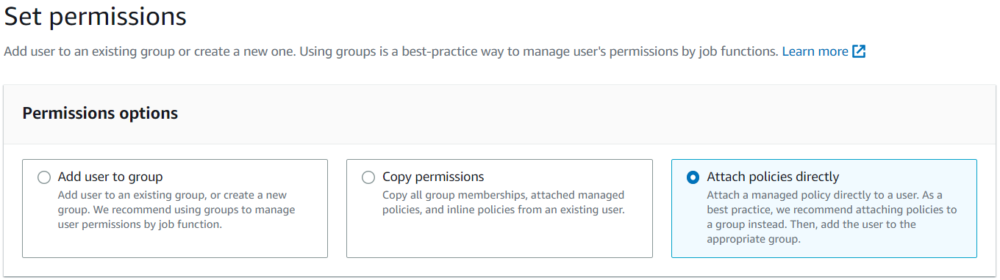 Set permissions
Add user to an existing group or create a new one. Using groups is a best-practice way to manage user's permissions by job functions. Learn more
Permissions options
Add user to group
Add user to an existing group, or create a new
group. We recommend using groups to manage
user permissions by job function.
Copy permissions
Copy all group memberships, attached managed
policies, and inline policies from an existing user.
Attach policies directly
Attach a managed policy directly to a user. As a
best practice, we recommend attaching policies to
a group instead. Then, add the user to the
appropriate group.